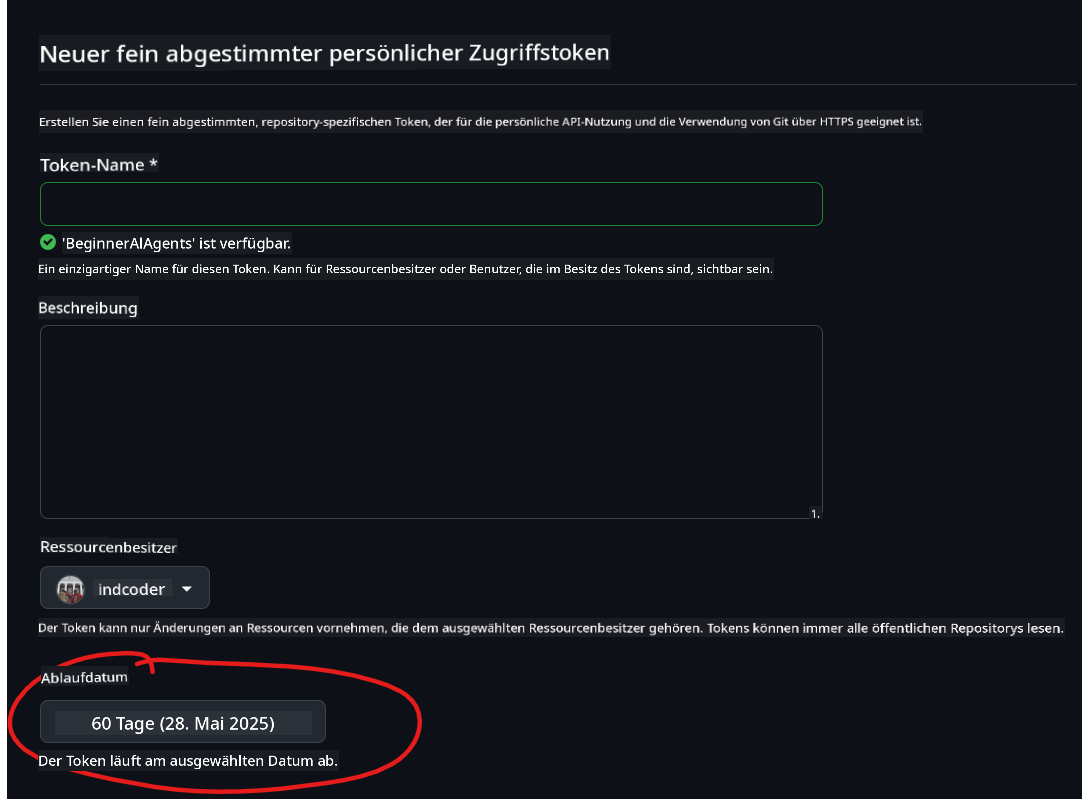 Neuer fein abgestimmter persönlicher Zugriffstoken
Erstellen Sie einen fein abgestimmten, repository-spezifischen Token, der für die persönliche API-Nutzung und die Verwendung von Git über HTTPS geeignet ist.
Token-Name *
'BeginnerAIAgents' ist verfügbar.
Ein einzigartiger Name für diesen Token. Kann für Ressourcenbesitzer oder Benutzer, die im Besitz des Tokens sind, sichtbar sein.
Beschreibung
1.
Ressourcenbesitzer
indcoder
Der Token kann nur Änderungen an Ressourcen vornehmen, die dem ausgewählten Ressourcenbesitzer gehören. Tokens können immer alle öffentlichen Repositorys lesen.
Ablaufdatum
60 Tage (28. Mai 2025)
Der Token läuft am ausgewählten Datum ab.